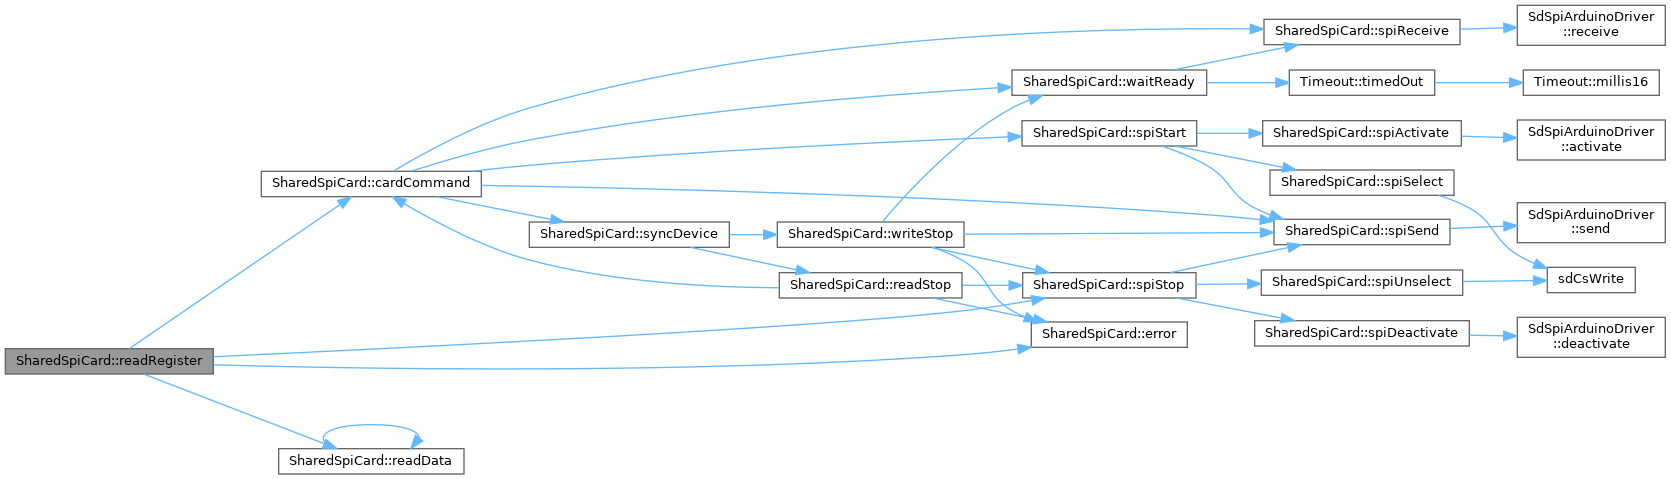 SharedSpiCard::readRegister
SharedSpiCard::cardCommand
SharedSpiCard::readData
SharedSpiCard::syncDevice
SharedSpiCard::writeStop
SharedSpiCard::readStop
SharedSpiCard::waitReady
SharedSpiCard::spiStart
SharedSpiCard::spiStop
SharedSpiCard::error
SharedSpiCard::spiReceive
Timeout::timedOut
SharedSpiCard::spiActivate
SharedSpiCard::spiSelect
SharedSpiCard::spiSend
SharedSpiCard::spiUnselect
SharedSpiCard::spiDeactivate
SdSpiArduinoDriver
::receive
Timeout::millis16
SdSpiArduinoDriver
::activate
SdSpiArduinoDriver
::send
sdCsWrite
SdSpiArduinoDriver
::deactivate